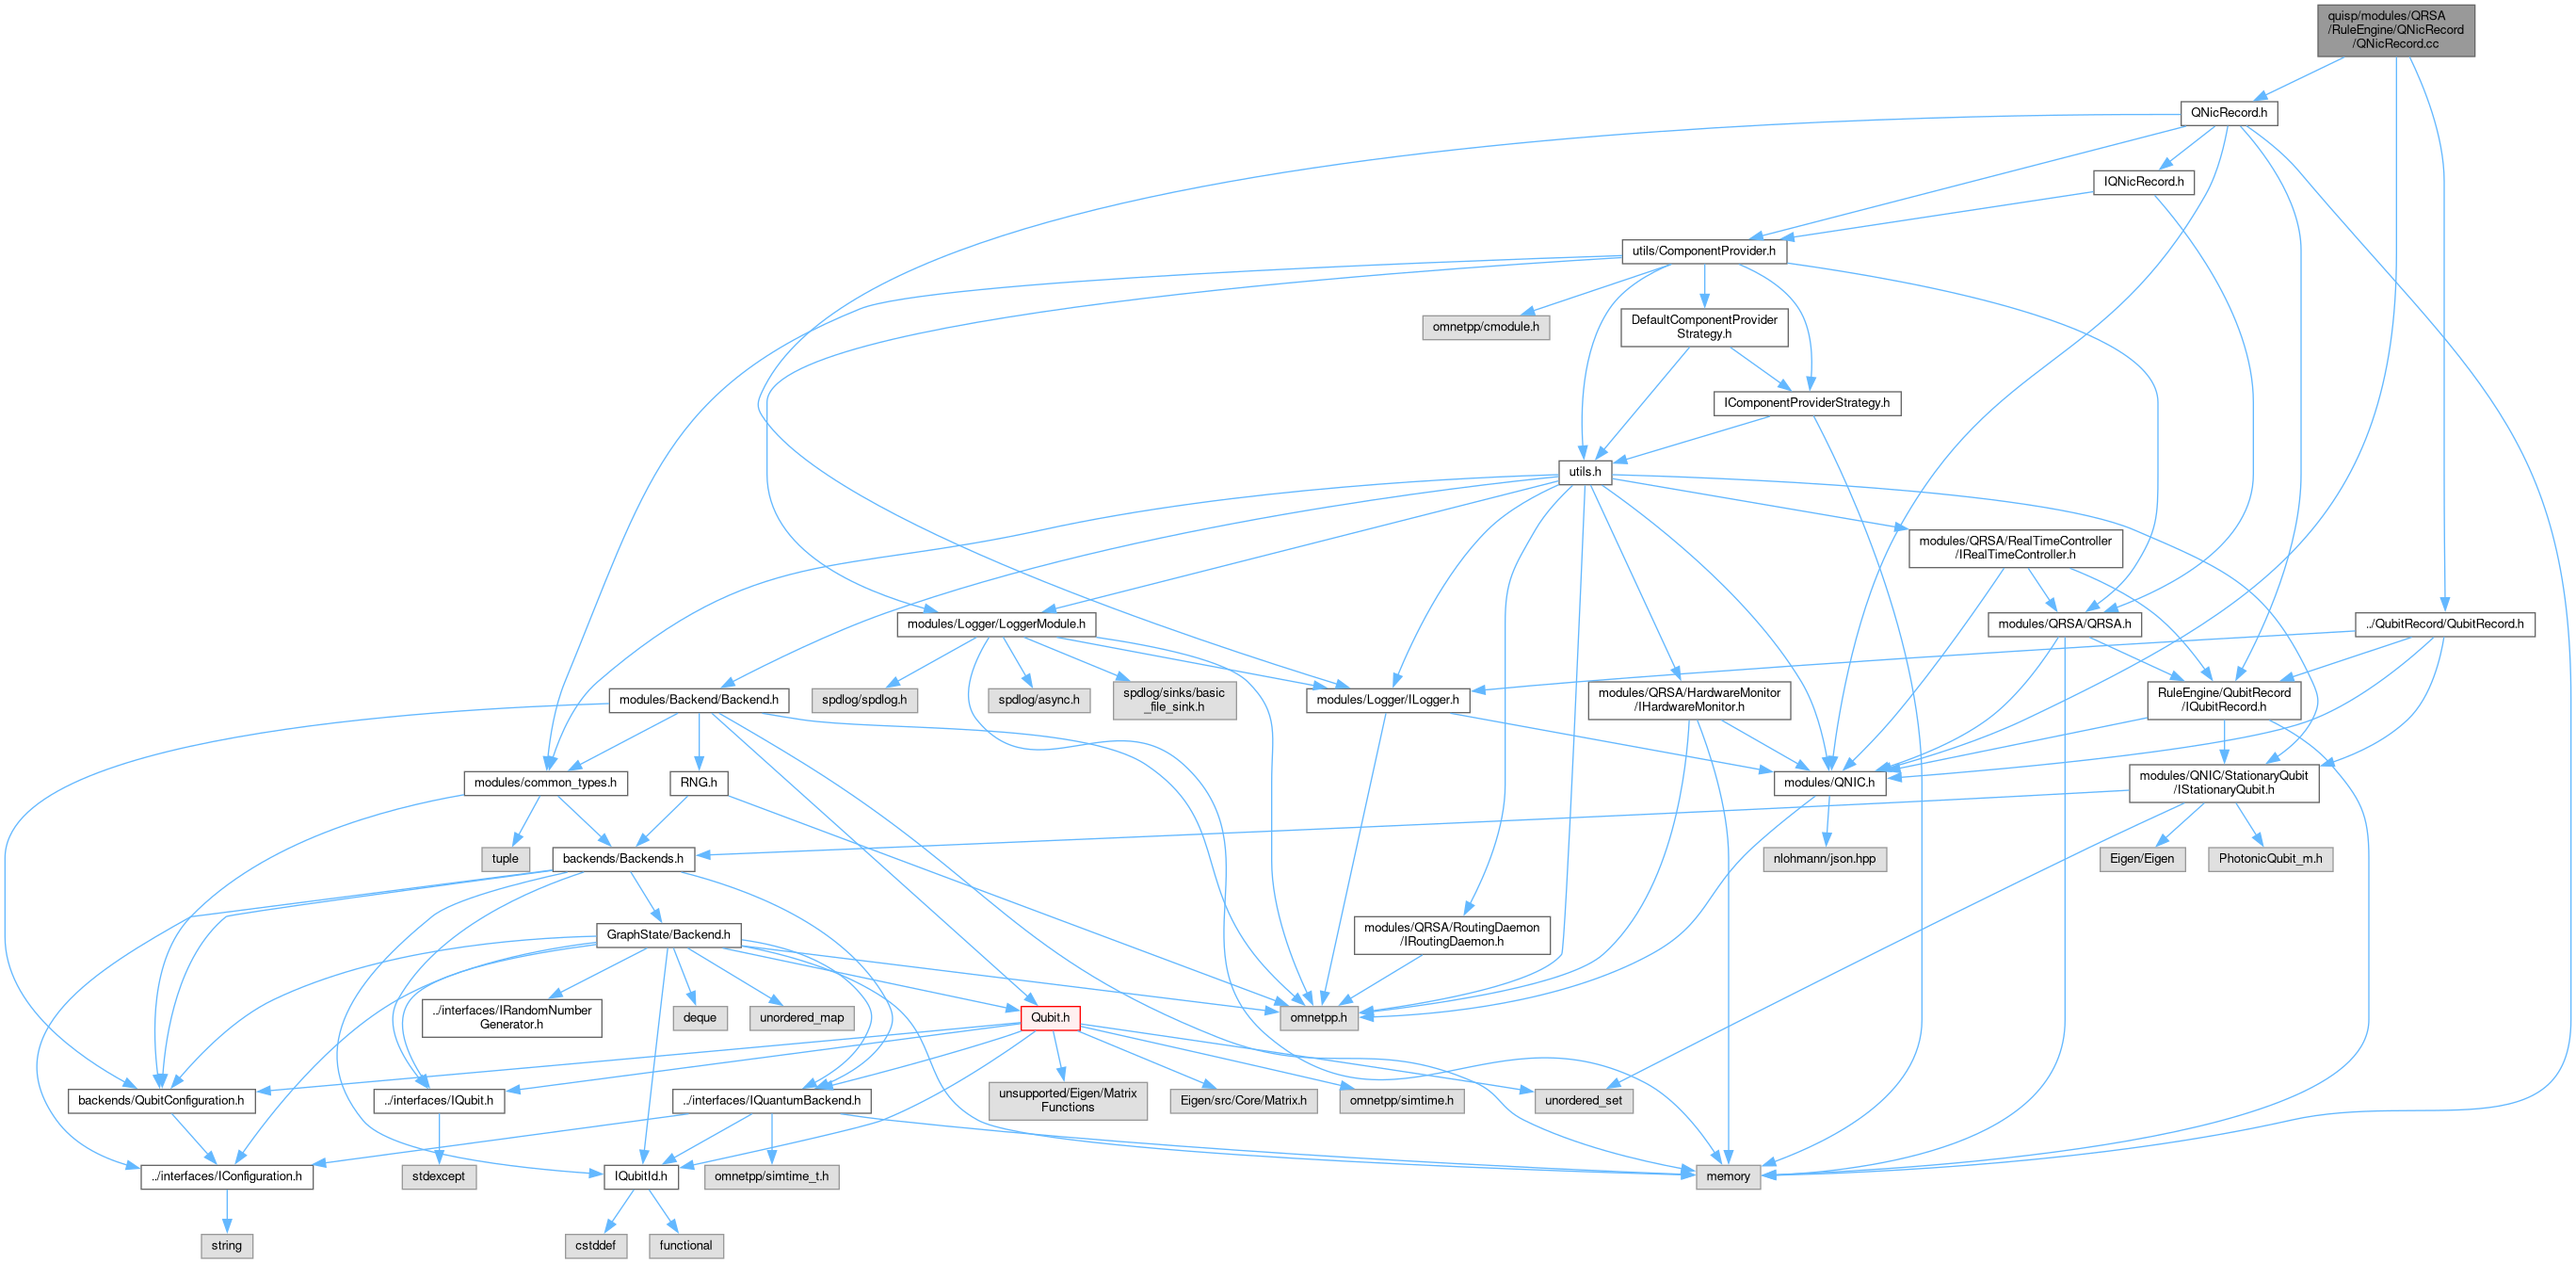 quisp/modules/QRSA
/RuleEngine/QNicRecord
/QNicRecord.cc
QNicRecord.h
IQNicRecord.h
utils/ComponentProvider.h
omnetpp/cmodule.h
DefaultComponentProvider
Strategy.h
IComponentProviderStrategy.h
utils.h
modules/QRSA/RealTimeController
/IRealTimeController.h
modules/Logger/LoggerModule.h
modules/QRSA/QRSA.h
../QubitRecord/QubitRecord.h
modules/Backend/Backend.h
spdlog/spdlog.h
spdlog/async.h
spdlog/sinks/basic
_file_sink.h
modules/Logger/ILogger.h
modules/QRSA/HardwareMonitor
/IHardwareMonitor.h
RuleEngine/QubitRecord
/IQubitRecord.h
modules/common_types.h
RNG.h
modules/QNIC.h
modules/QNIC/StationaryQubit
/IStationaryQubit.h
tuple
backends/Backends.h
nlohmann/json.hpp
Eigen/Eigen
PhotonicQubit_m.h
GraphState/Backend.h
modules/QRSA/RoutingDaemon
/IRoutingDaemon.h
../interfaces/IRandomNumber
Generator.h
deque
unordered_map
Qubit.h
omnetpp.h
backends/QubitConfiguration.h
../interfaces/IQubit.h
../interfaces/IQuantumBackend.h
unsupported/Eigen/Matrix
Functions
Eigen/src/Core/Matrix.h
omnetpp/simtime.h
unordered_set
../interfaces/IConfiguration.h
stdexcept
IQubitId.h
omnetpp/simtime_t.h
memory
string
cstddef
functional